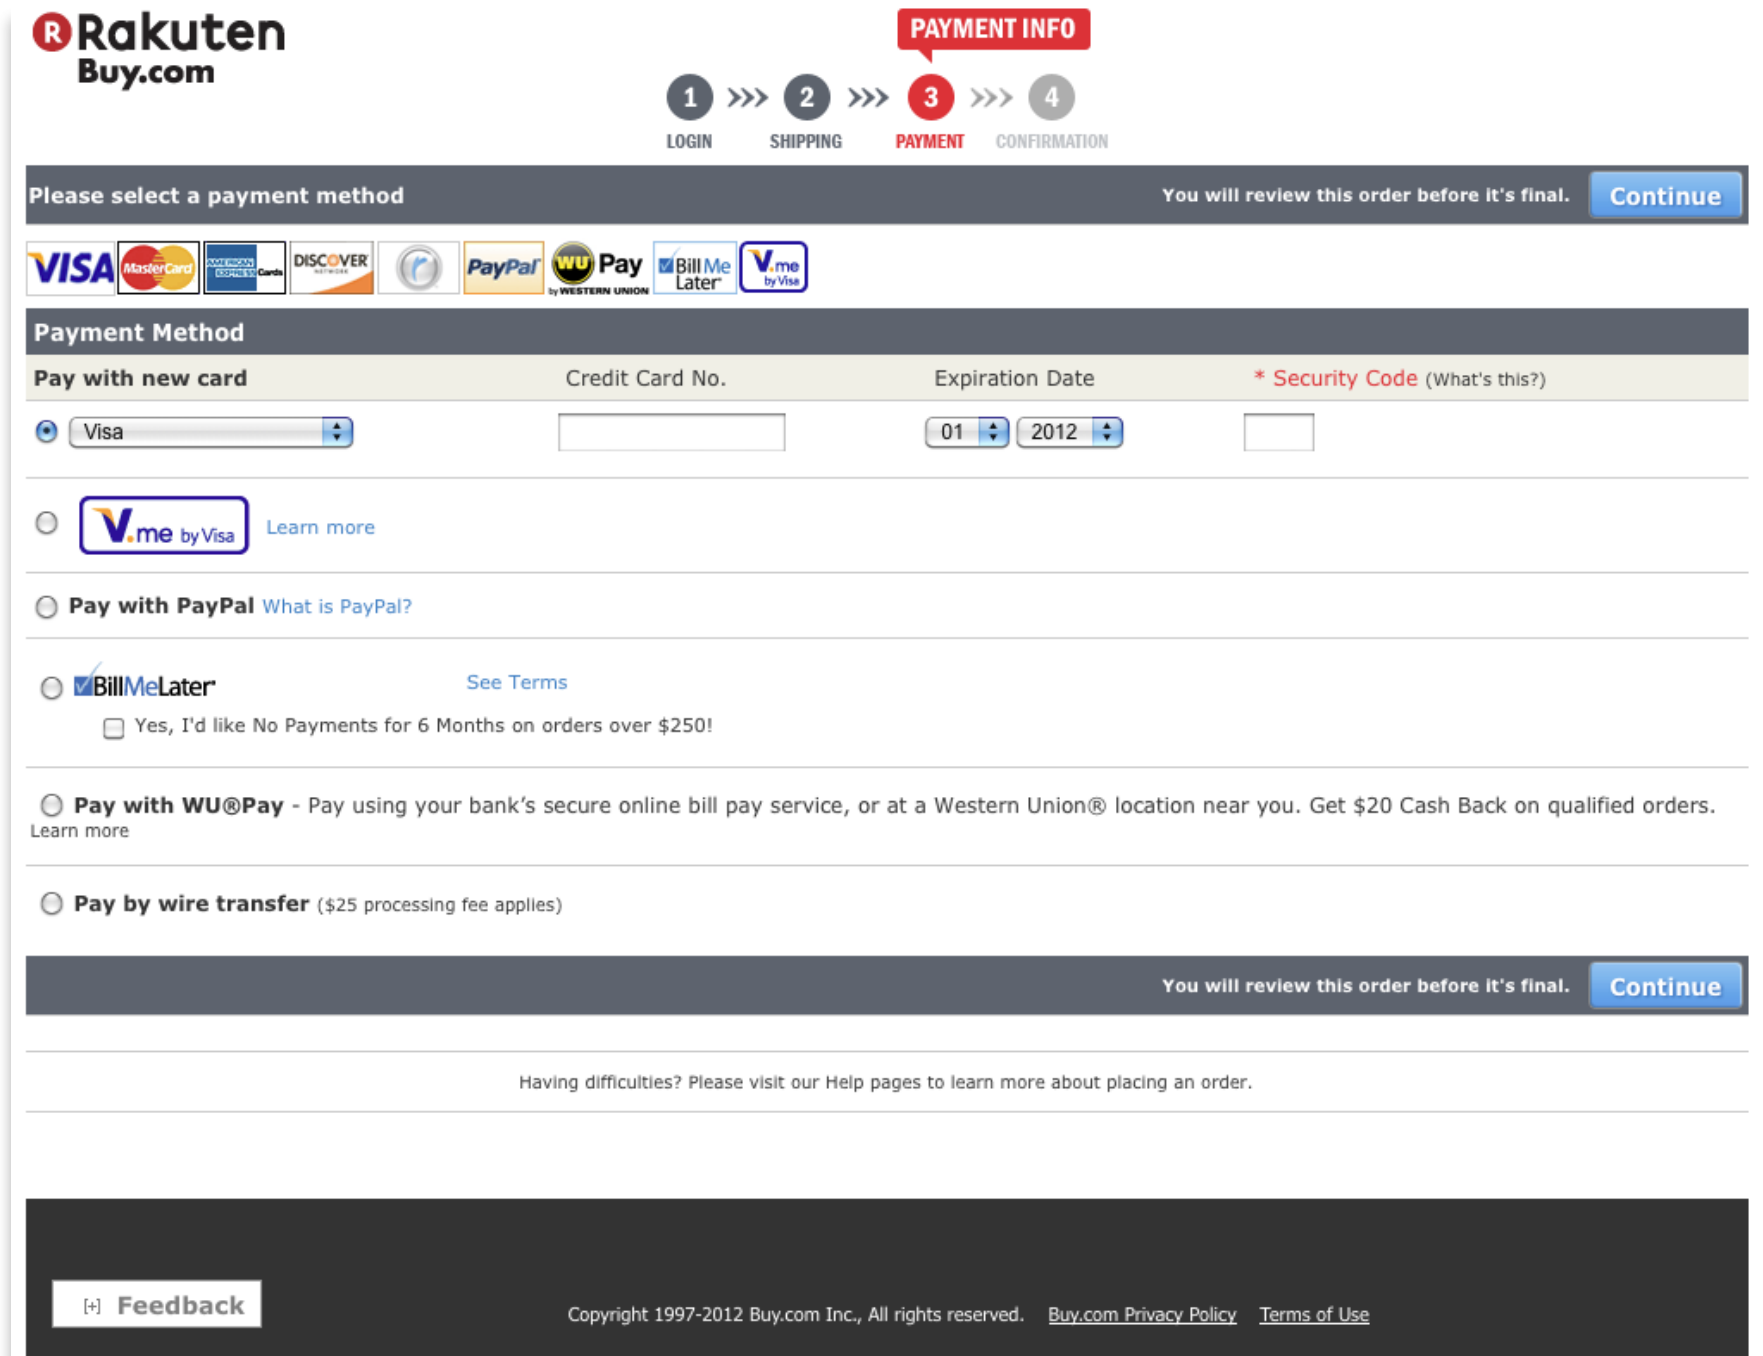 R Rakuten
Buy.com
PAYMENT INFO
1 >>> 2 >>> 3 >>> 4
LOGIN SHIPPING PAYMENT CONFIRMATION
Please select a payment method You will review this order before it's final. Continue
VISA MasterCard AMERICAN EXPRESS Cards DISCOVER NETWORK r PayPal WU Pay by WESTERN UNION Bill Me Later V.me by Visa
Payment Method
Pay with new card Credit Card No. Expiration Date * Security Code (What's this?)
Visa 01 2012
V.me by Visa Learn more
Pay with PayPal What is PayPal?
BillMeLater See Terms
Yes, I'd like No Payments for 6 Months on orders over $250!
Pay with WU®Pay - Pay using your bank’s secure online bill pay service, or at a Western Union® location near you. Get $20 Cash Back on qualified orders.
Learn more
Pay by wire transfer ($25 processing fee applies)
You will review this order before it's final. Continue
Having difficulties? Please visit our Help pages to learn more about placing an order.
[+] Feedback
Copyright 1997-2012 Buy.com Inc., All rights reserved. Buy.com Privacy Policy Terms of Use